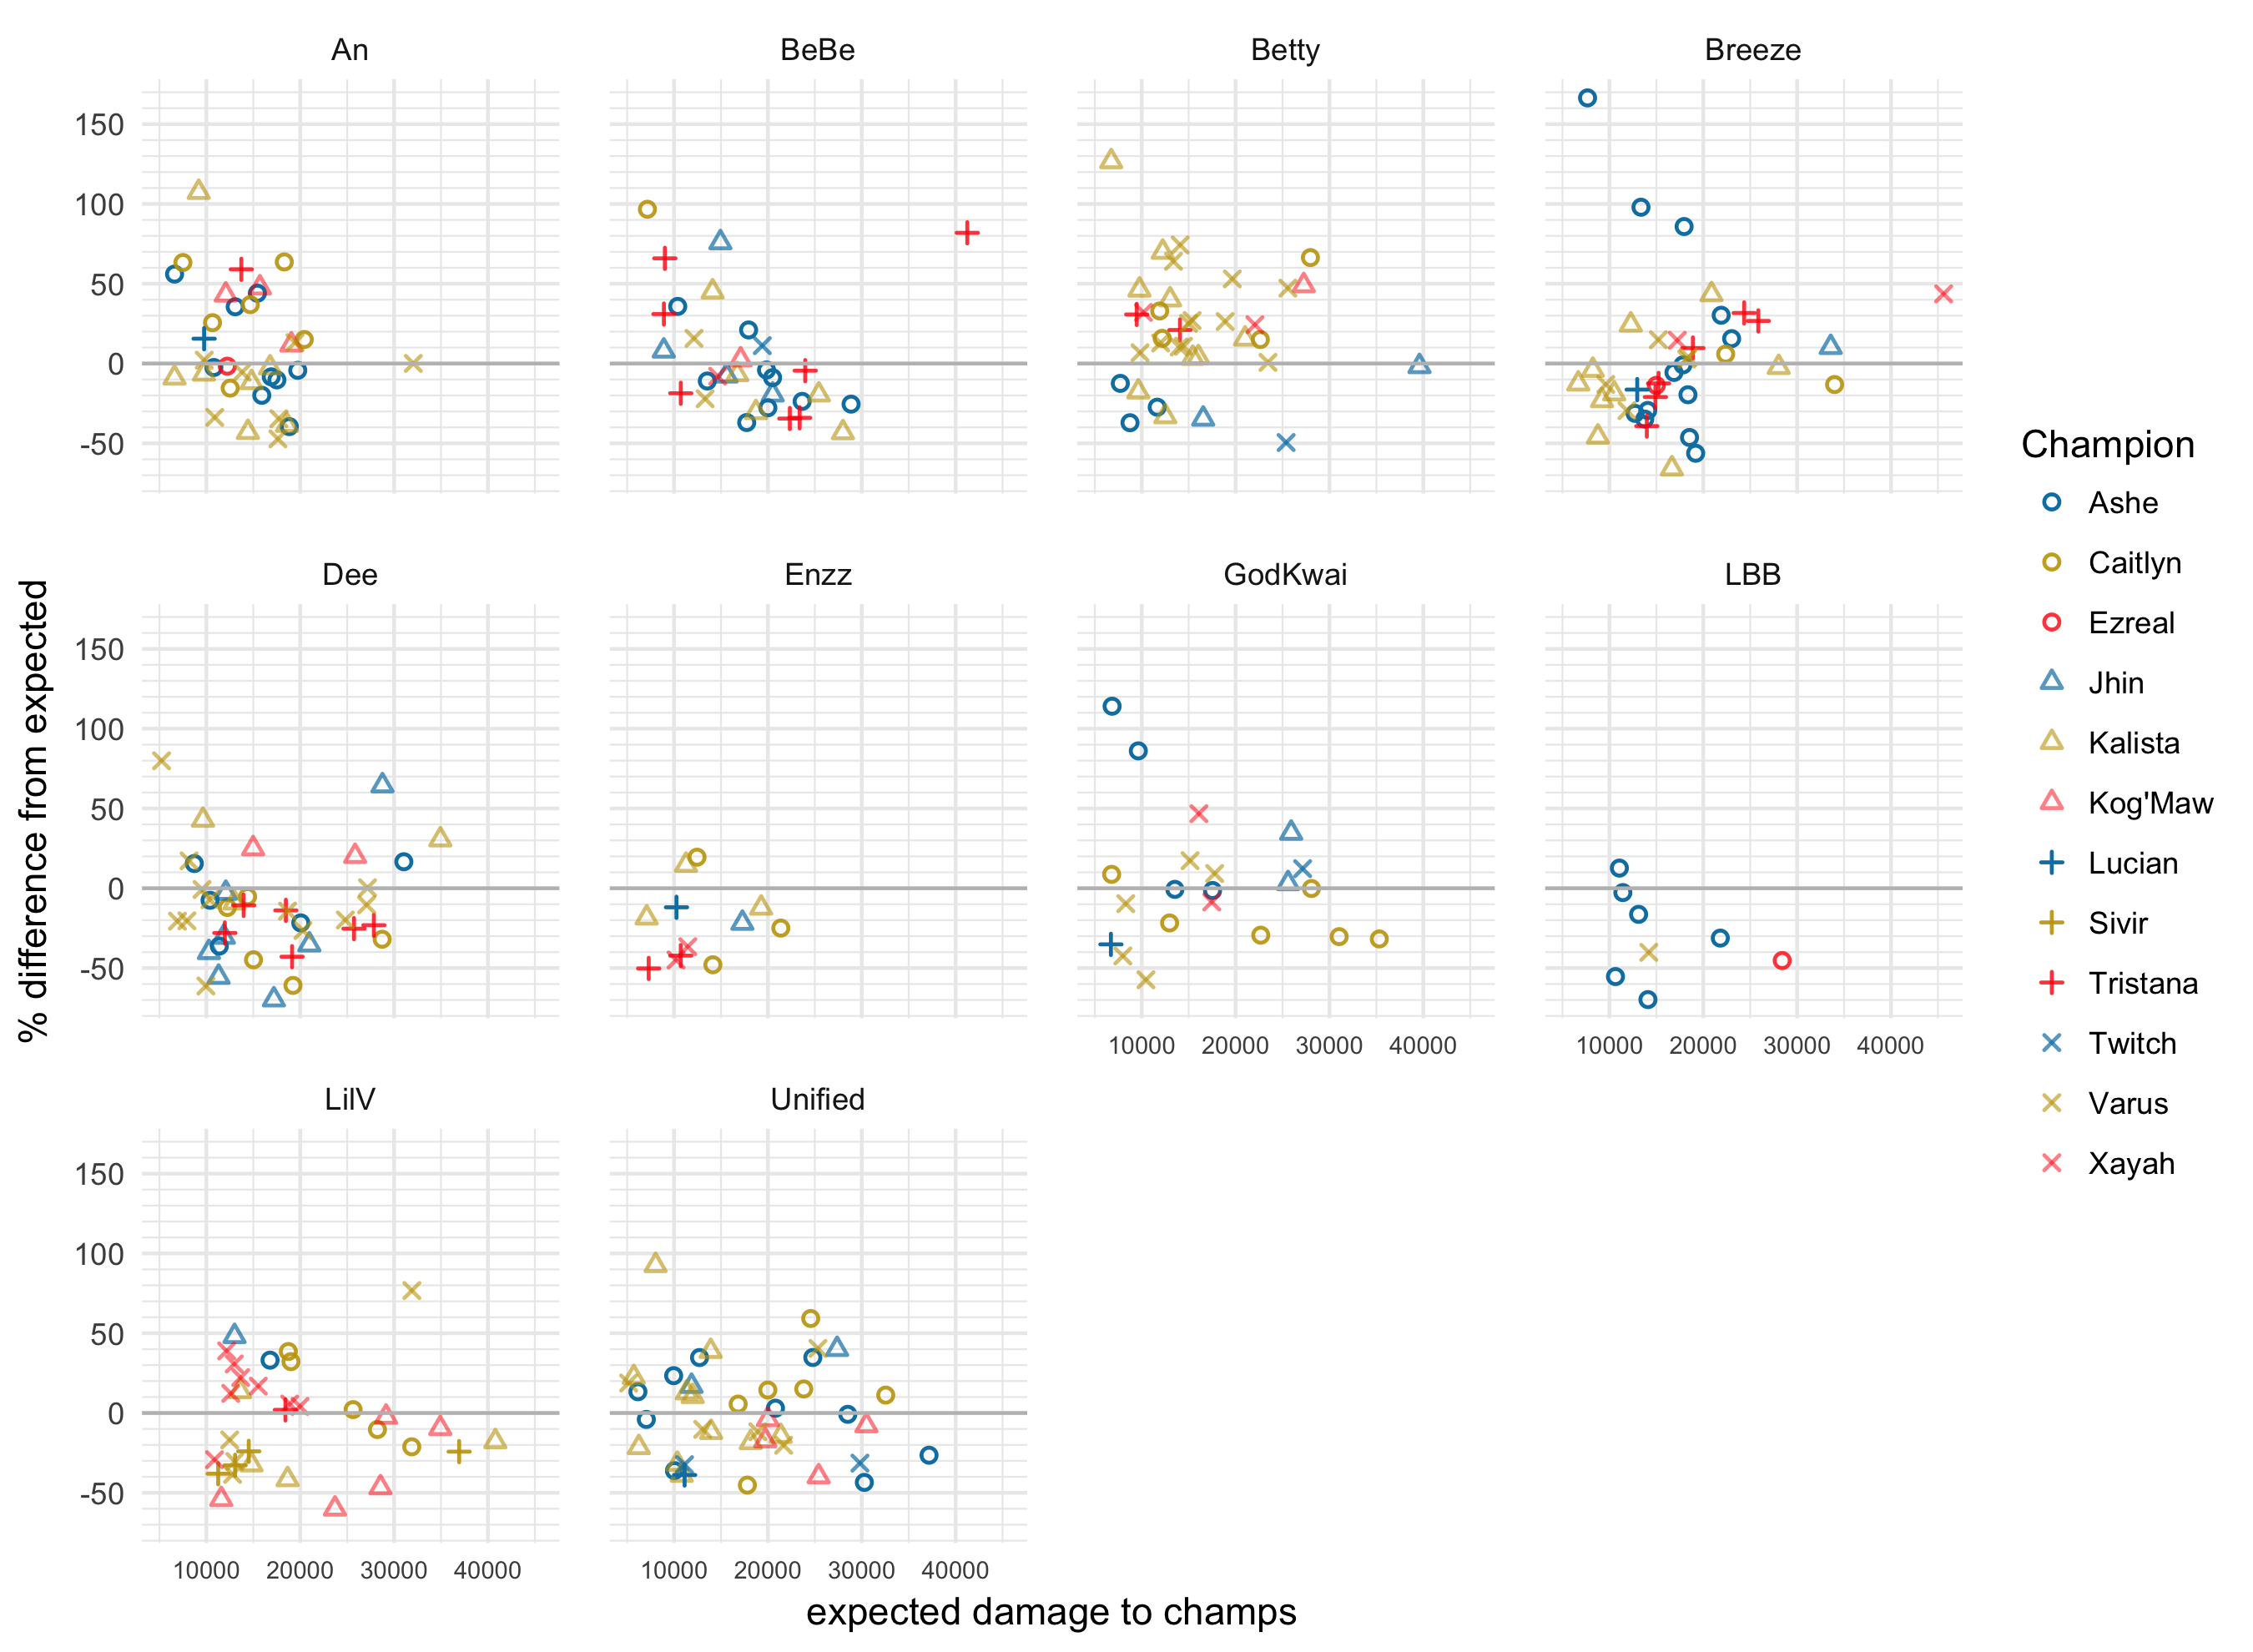 An BeBe Betty Breeze
150
100
50
0
-50
Dee Enzz GodKwai LBB
150
100
50
0
-50
10000 20000 30000 40000 10000 20000 30000 40000
LilV Unified
150
100
50
0
-50
10000 20000 30000 40000 10000 20000 30000 40000
expected damage to champs
% difference from expected
Champion
Ashe
Caitlyn
Ezreal
Jhin
Kalista
Kog'Maw
Lucian
Sivir
Tristana
Twitch
Varus
Xayah